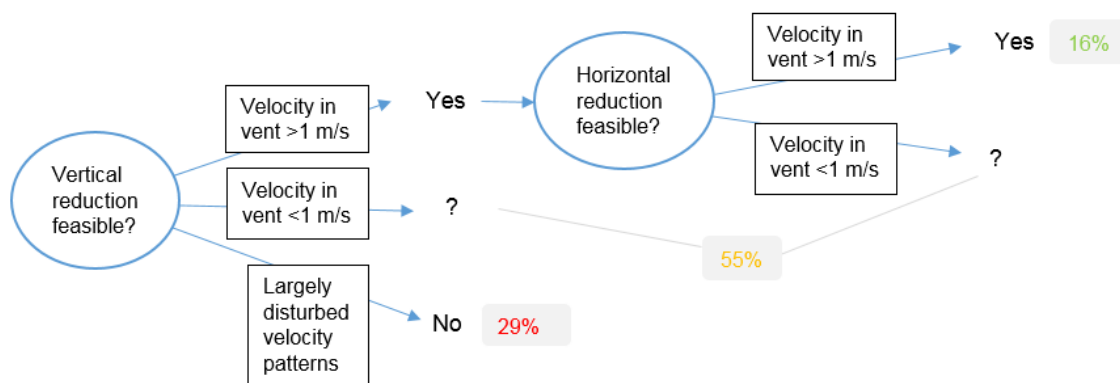 Vertical
reduction
feasible?
Velocity in
vent >1 m/s
Yes
Velocity in
vent <1 m/s
?
Largely
disturbed
velocity
patterns
No
29%
Horizontal
reduction
feasible?
Velocity in
vent >1 m/s
Yes
16%
Velocity in
vent <1 m/s
?
55%